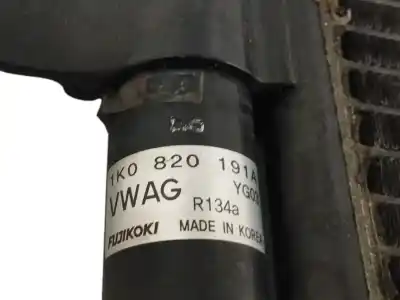 1K0 820 191A
VWAG
R134a
FUJIKOKI MADE IN KOREA